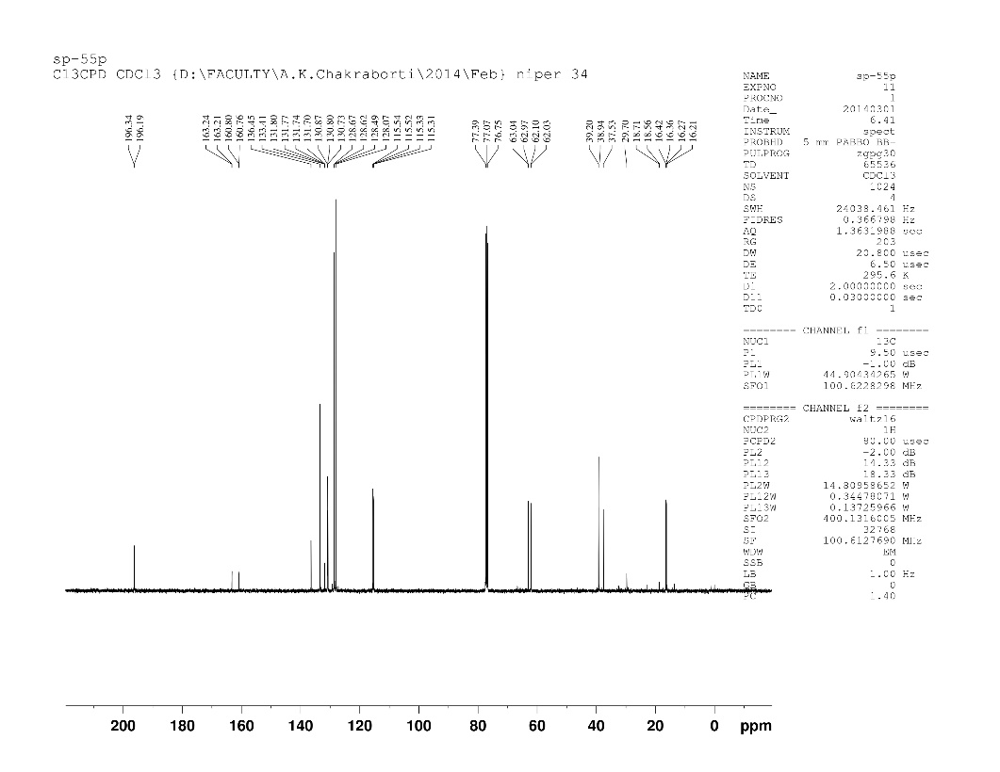 sp-55p
C13CPD CDCl3 {D:\FACULTY\A.K.Chakraborti\2014\Feb} niper 34
196.34
196.19
163.24
163.21
160.80
160.76
136.45
133.41
131.80
131.77
131.74
131.70
130.87
130.80
130.73
128.67
128.62
128.49
128.07
115.54
115.52
115.33
115.31
77.39
77.07
76.75
63.04
62.97
62.10
62.03
39.20
38.94
37.53
29.70
18.71
18.56
16.42
16.36
16.27
16.21
NAME sp-55p
EXPNO 11
PROCNO 1
Date_ 20140301
Time 6.41
INSTRUM spect
PROBHD 5 mm PABBO BB-
PULPROG zgpg30
TD 65536
SOLVENT CDCl3
NS 1024
DS 4
SWH 24038.461 Hz
FIDRES 0.366798 Hz
AQ 1.3631988 sec
RG 203
DW 20.800 usec
DE 6.50 usec
TE 295.6 K
D1 2.00000000 sec
D11 0.03000000 sec
TD0 1
======== CHANNEL f1 ========
NUC1 13C
P1 9.50 usec
PL1 -1.00 dB
PL1W 44.90434265 W
SFO1 100.6228298 MHz
======== CHANNEL f2 ========
CPDPRG2 waltz16
NUC2 1H
PCPD2 80.00 usec
PL2 -2.00 dB
PL12 14.33 dB
PL13 18.33 dB
PL2W 14.80958652 W
PL12W 0.34478071 W
PL13W 0.13725966 W
SFO2 400.1316005 MHz
SI 32768
SF 100.6127690 MHz
WDW EM
SSB 0
LB 1.00 Hz
GB 0
PC 1.40
200 180 160 140 120 100 80 60 40 20 0 ppm